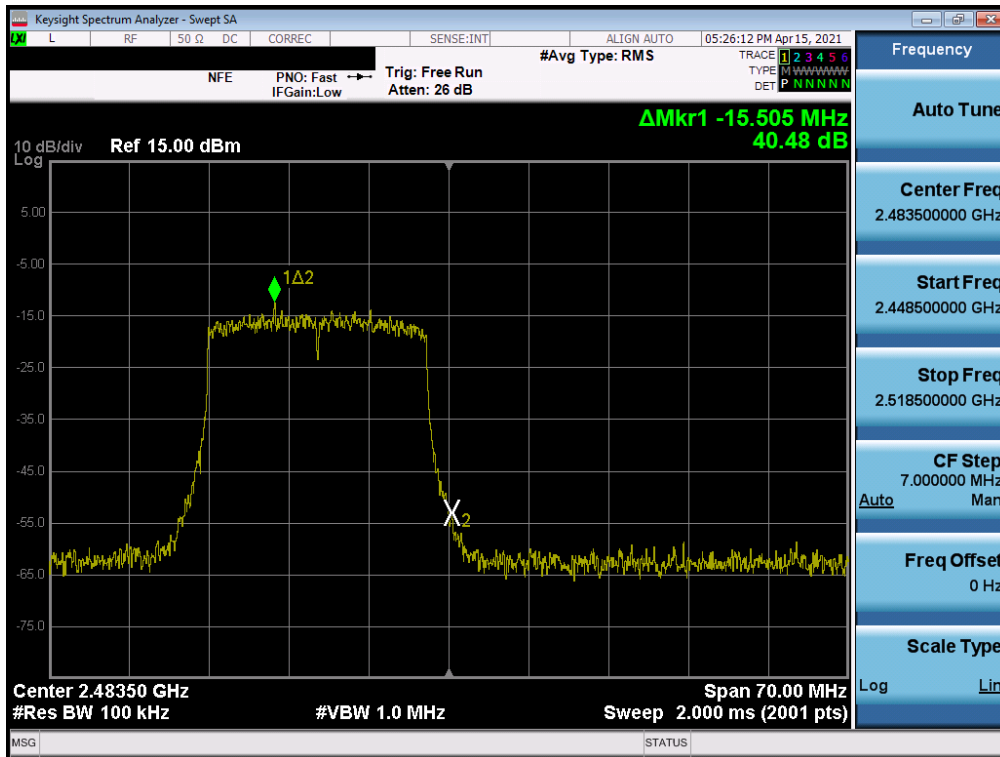 Keysight Spectrum Analyzer - Swept SA
LXI L RF 50 Ω DC CORREC SENSE:INT ALIGN AUTO 05:26:12 PM Apr 15, 2021
NFE PNO: Fast Trig: Free Run #Avg Type: RMS TRACE 1 2 3 4 5 6
IFGain:Low Atten: 26 dB TYPE M WWWWW
DET P N N N N N
ΔMkr1 -15.505 MHz
40.48 dB
10 dB/div Ref 15.00 dBm
Log
5.00
-5.00
1Δ2
-15.0
-25.0
-35.0
-45.0
-55.0
X2
-65.0
-75.0
Center 2.48350 GHz Span 70.00 MHz
#Res BW 100 kHz #VBW 1.0 MHz Sweep 2.000 ms (2001 pts)
MSG STATUS
Frequency
Auto Tune
Center Freq
2.483500000 GHz
Start Freq
2.448500000 GHz
Stop Freq
2.518500000 GHz
CF Step
7.000000 MHz
Auto Man
Freq Offset
0 Hz
Scale Type
Log Lin